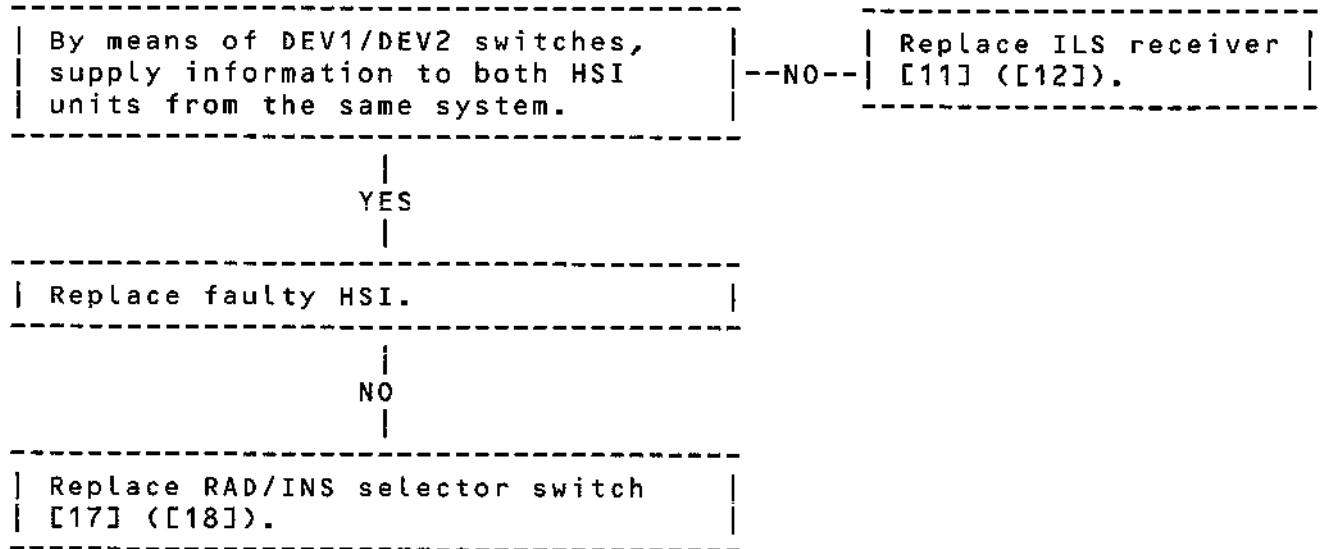 By means of DEV1/DEV2 switches,
supply information to both HSI
units from the same system.
--NO--
Replace ILS receiver
[11] ([12]).
YES
Replace faulty HSI.
NO
Replace RAD/INS selector switch
[17] ([18]).